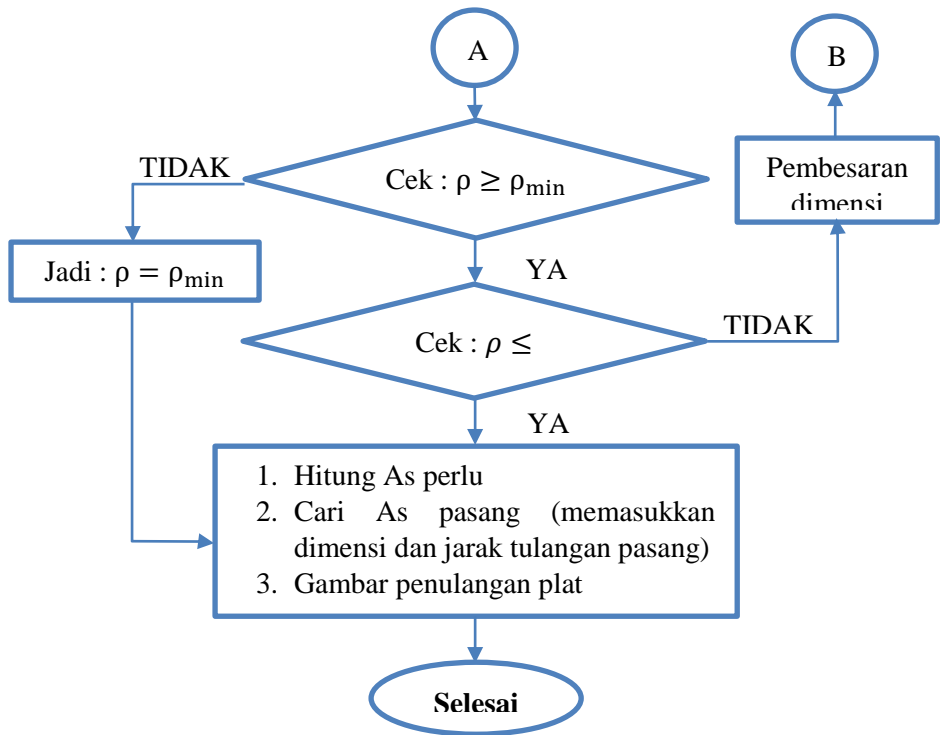 A
B
Cek : ρ ≥ ρmin
TIDAK
Pembesaran
dimensi
Jadi : ρ = ρmin
YA
Cek : ρ ≤
TIDAK
YA
1. Hitung As perlu
2. Cari As pasang (memasukkan
dimensi dan jarak tulangan pasang)
3. Gambar penulangan plat
Selesai